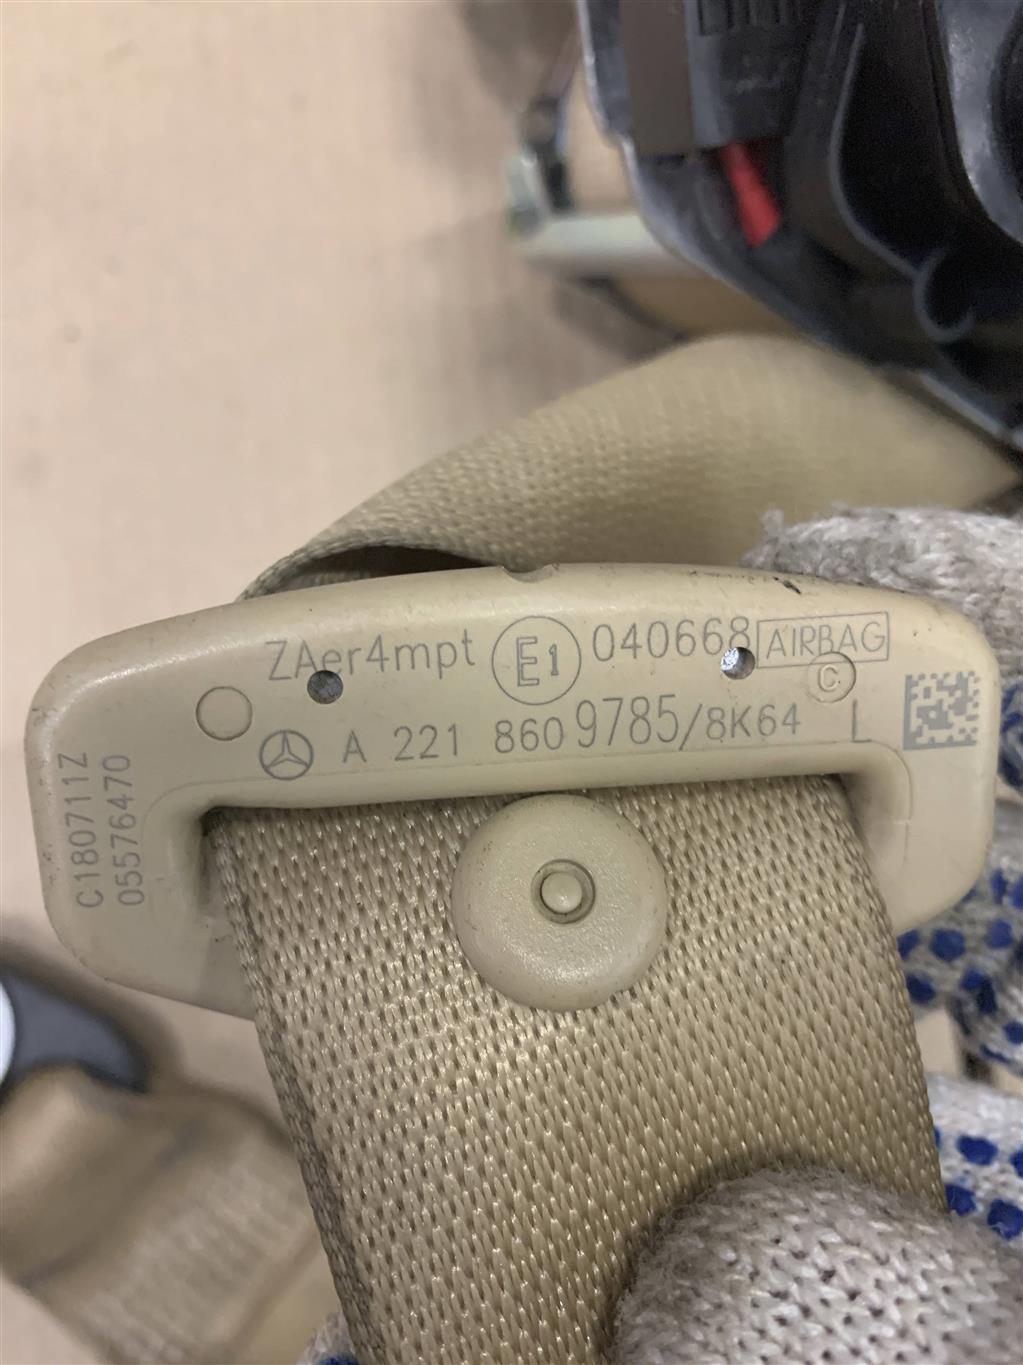 ZAer4mpt E1 040668 AIRBAG
C
A 221 860 9785/8K64 L
C180711Z
05576470